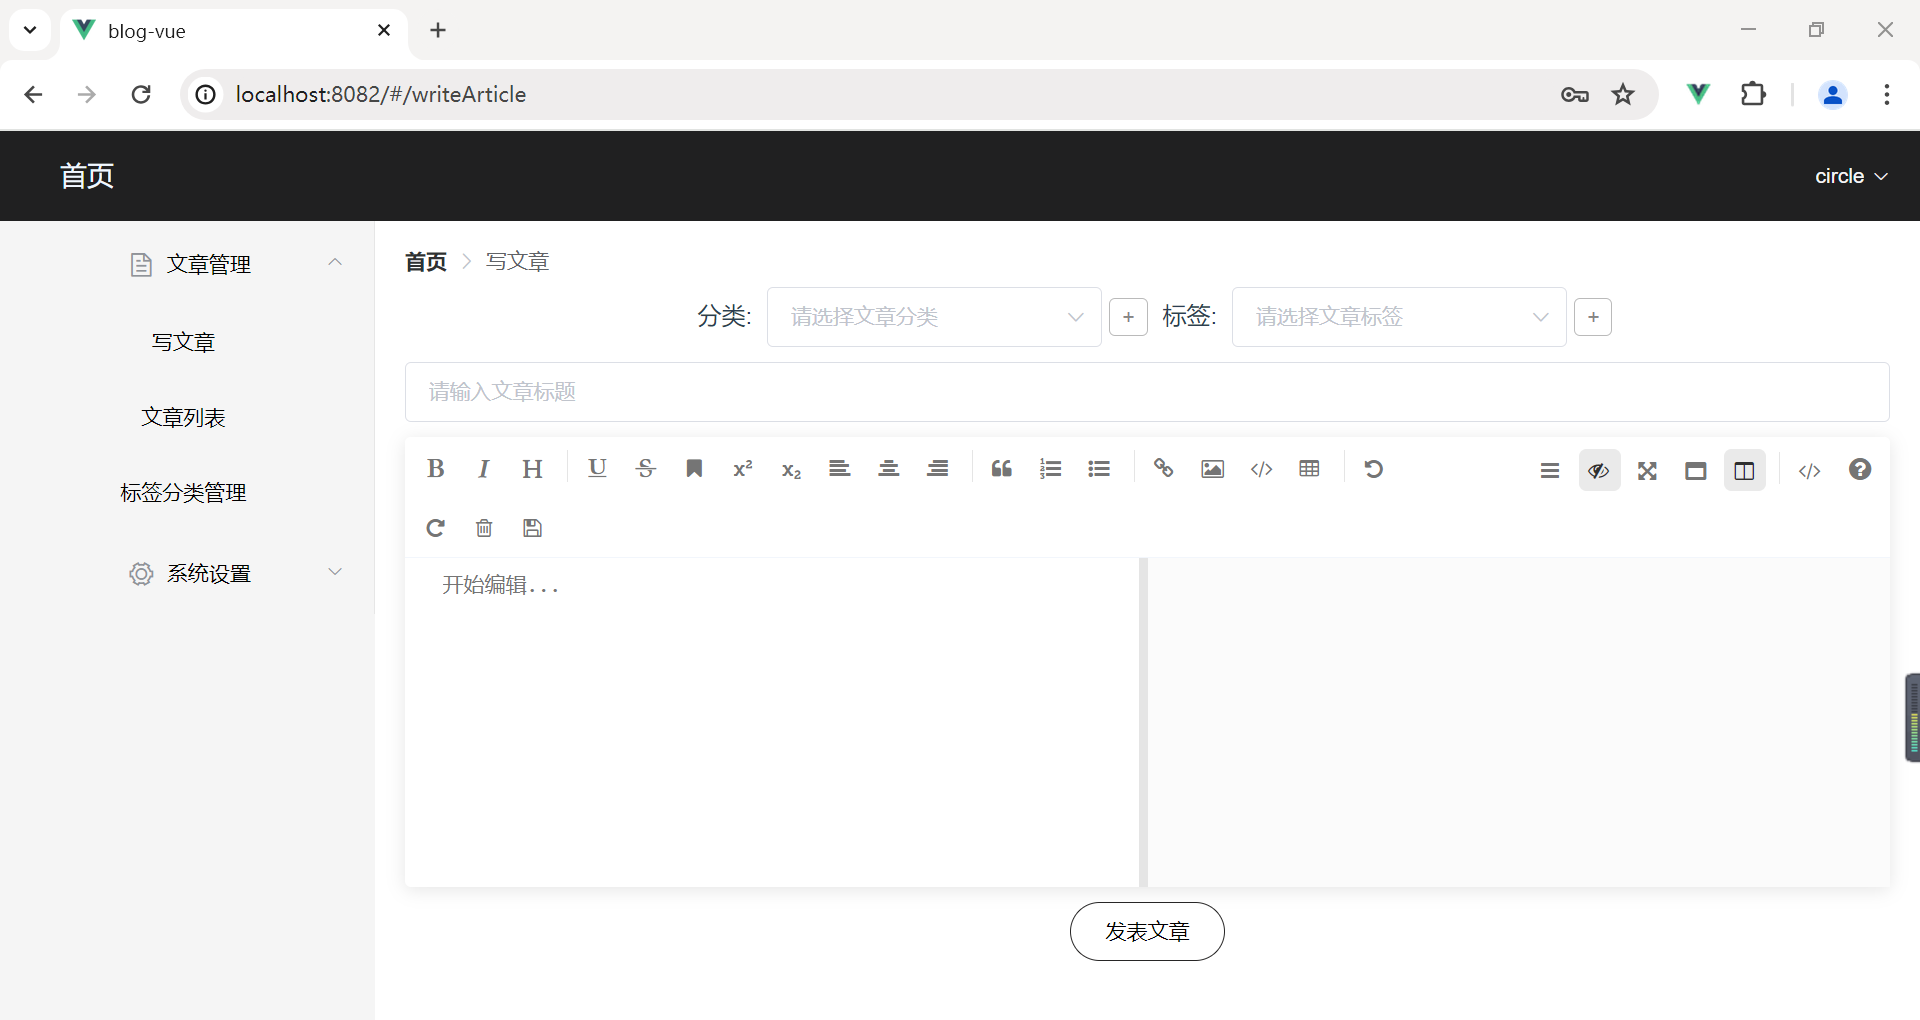 blog-vue
localhost:8082/#/writeArticle
首页
circle
文章管理
写文章
文章列表
标签分类管理
系统设置
首页 > 写文章
分类: 请选择文章分类 + 标签: 请选择文章标签 +
请输入文章标题
B I H U S x² x₂
开始编辑...
发表文章